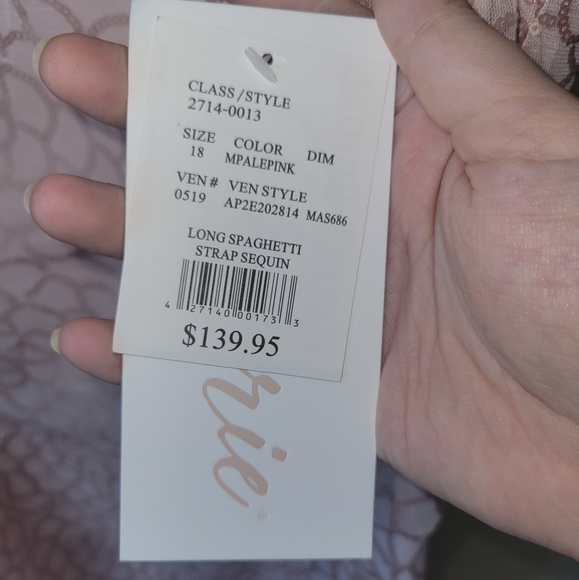 CLASS/STYLE
2714-0013
SIZE COLOR DIM
18 MPALEPINK
VEN # VEN STYLE
0519 AP2E202814 MAS686
LONG SPAGHETTI
STRAP SEQUIN
4 27140 00173 3
$139.95
rie®